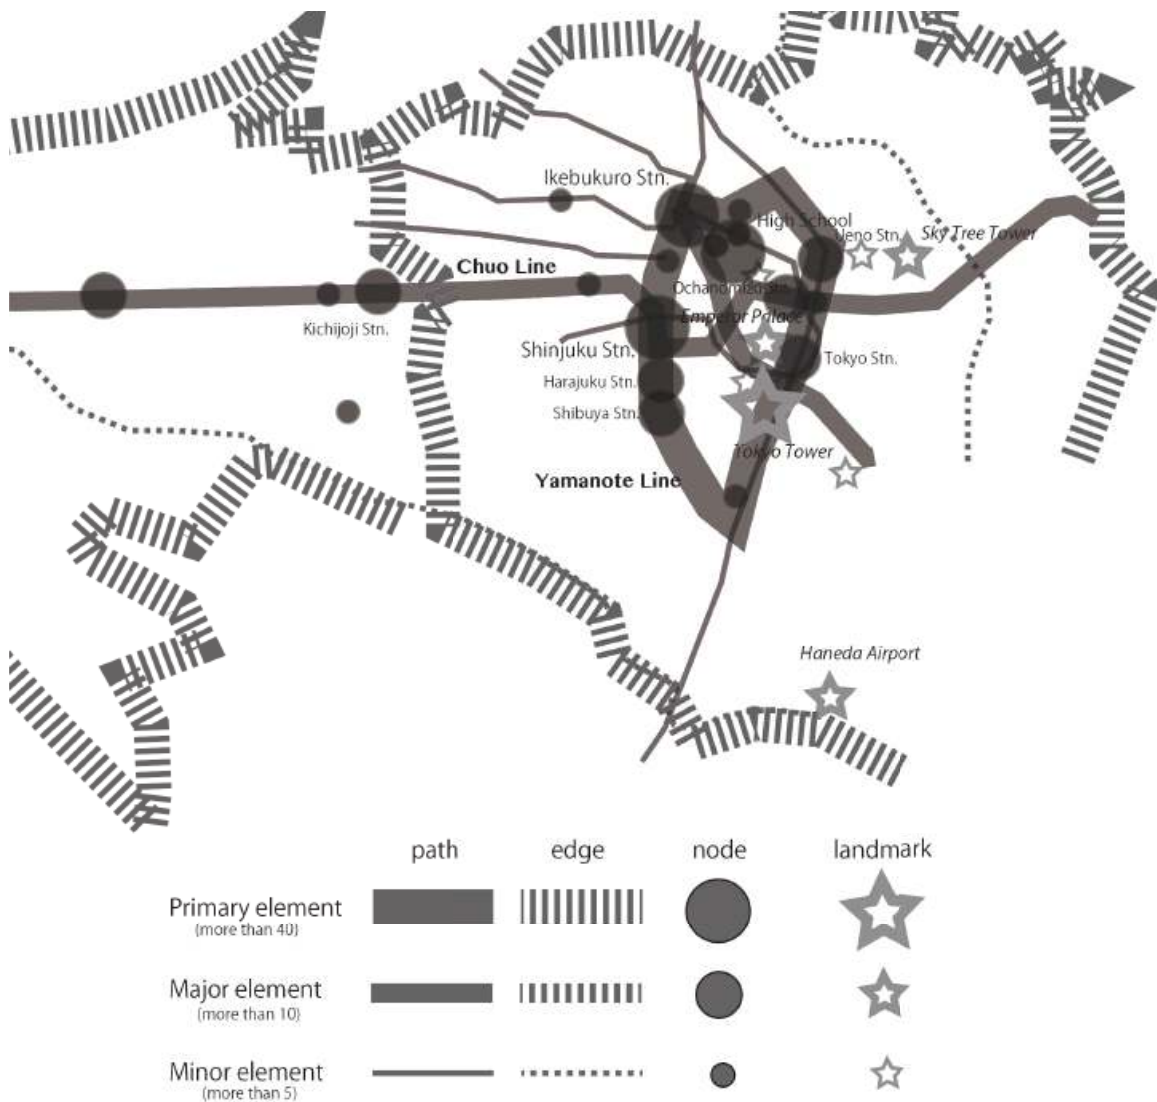 Ikebukuro Stn.
High School
Ueno Stn.
Sky Tree Tower
Chuo Line
Ochanomizu Stn.
Kichijoji Stn.
Emperor Palace
Shinjuku Stn.
Tokyo Stn.
Harajuku Stn.
Shibuya Stn.
Tokyo Tower
Yamanote Line
Haneda Airport
path edge node landmark
Primary element
(more than 40)
Major element
(more than 10)
Minor element
(more than 5)